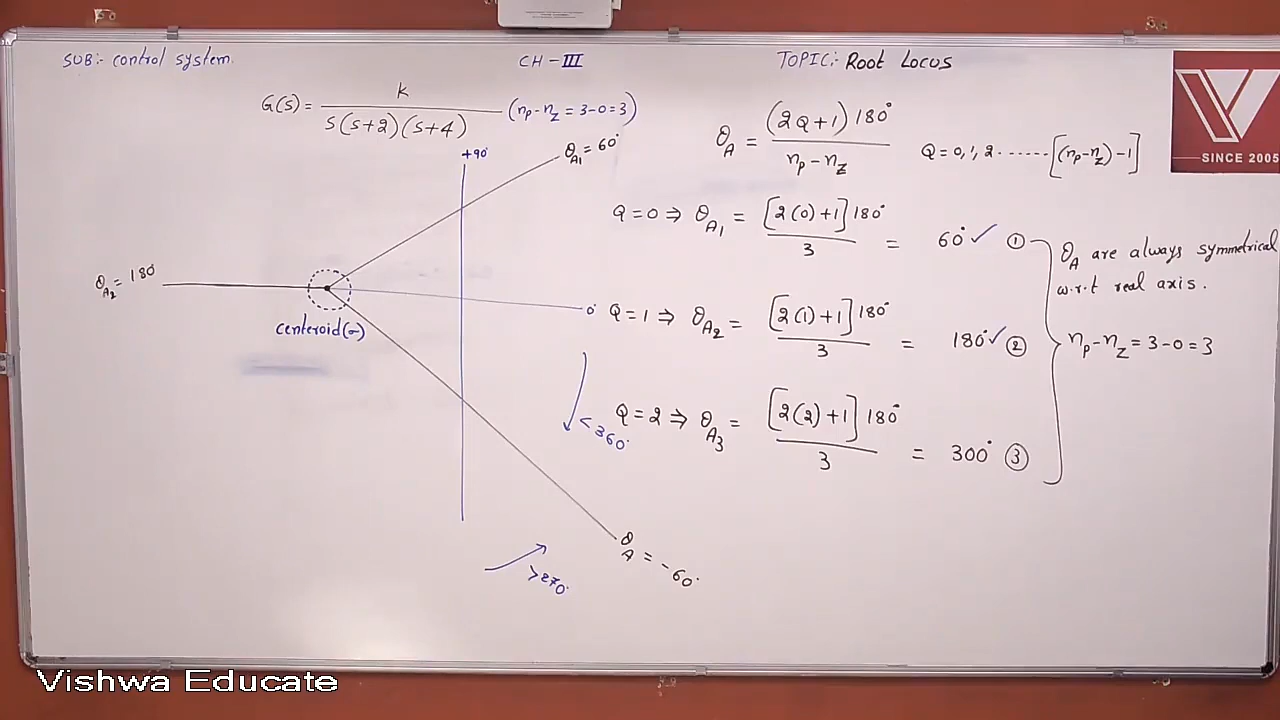 SUB:- control system.
CH - III
TOPIC: Root Locus
G(s) = K / s(s+2)(s+4) (np-nz = 3-0 = 3)
+90°
θA1 = 60°
θA2 = 180°
centeroid(σ)
0°
< 360°
> 270°
θA = -60°
θA = (2Q+1) 180° / np-nz Q = 0, 1, 2 ...... [(np-nz)-1]
Q=0 ⇒ θA1 = [2(0)+1] 180° / 3 = 60° ✓ ①
Q=1 ⇒ θA2 = [2(1)+1] 180° / 3 = 180° ✓ ②
Q=2 ⇒ θA3 = [2(2)+1] 180° / 3 = 300° ③
θA are always symmetrical
w.r.t real axis.
np-nz = 3-0 = 3
V
SINCE 2005
Vishwa Educate